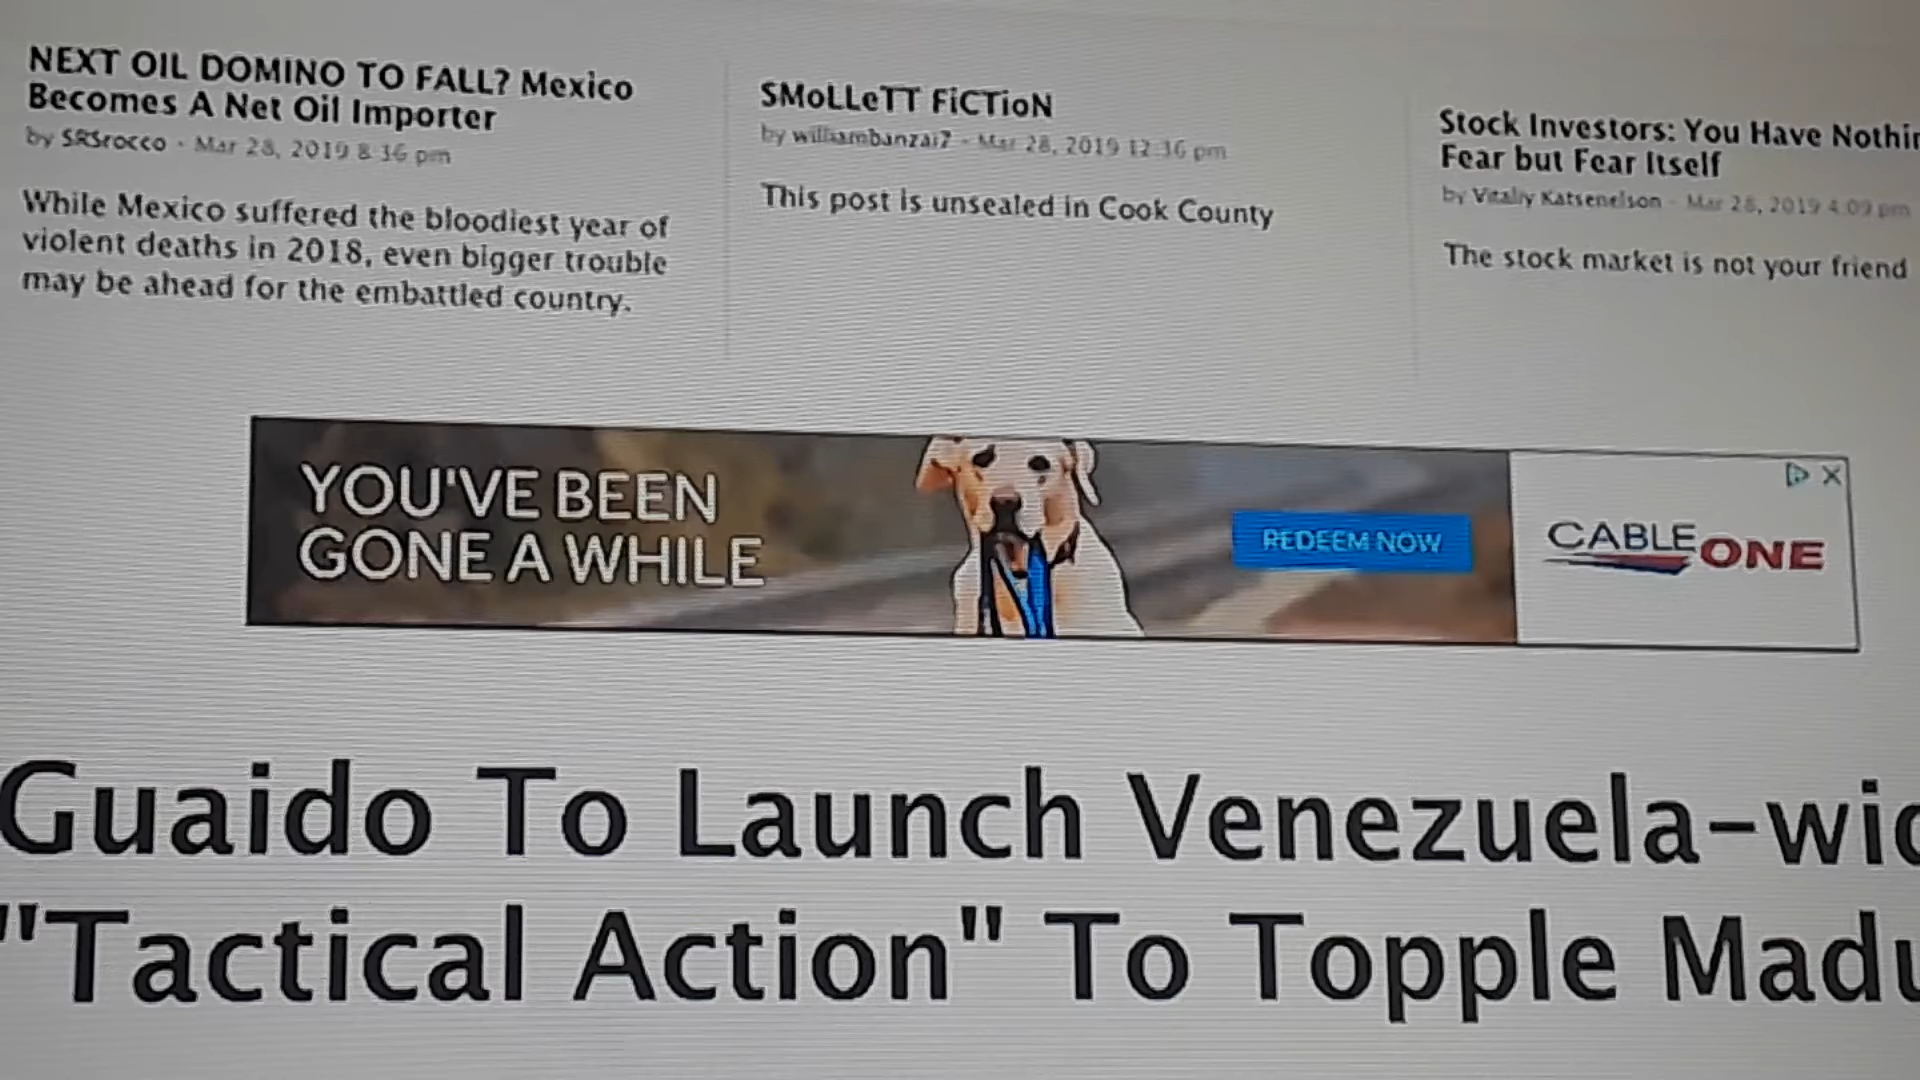 NEXT OIL DOMINO TO FALL? Mexico
Becomes A Net Oil Importer
by SRSrocco - Mar 28, 2019 8:36 pm
While Mexico suffered the bloodiest year of
violent deaths in 2018, even bigger trouble
may be ahead for the embattled country.
SMoLLeTT FiCTioN
by williambanzai7 - Mar 28, 2019 12:36 pm
This post is unsealed in Cook County
Stock Investors: You Have Nothin
Fear but Fear Itself
by Vitaliy Katsenelson - Mar 28, 2019 4:09 pm
The stock market is not your friend
YOU'VE BEEN
GONE A WHILE
REDEEM NOW
CABLE ONE
Guaido To Launch Venezuela-wid
"Tactical Action" To Topple Madu